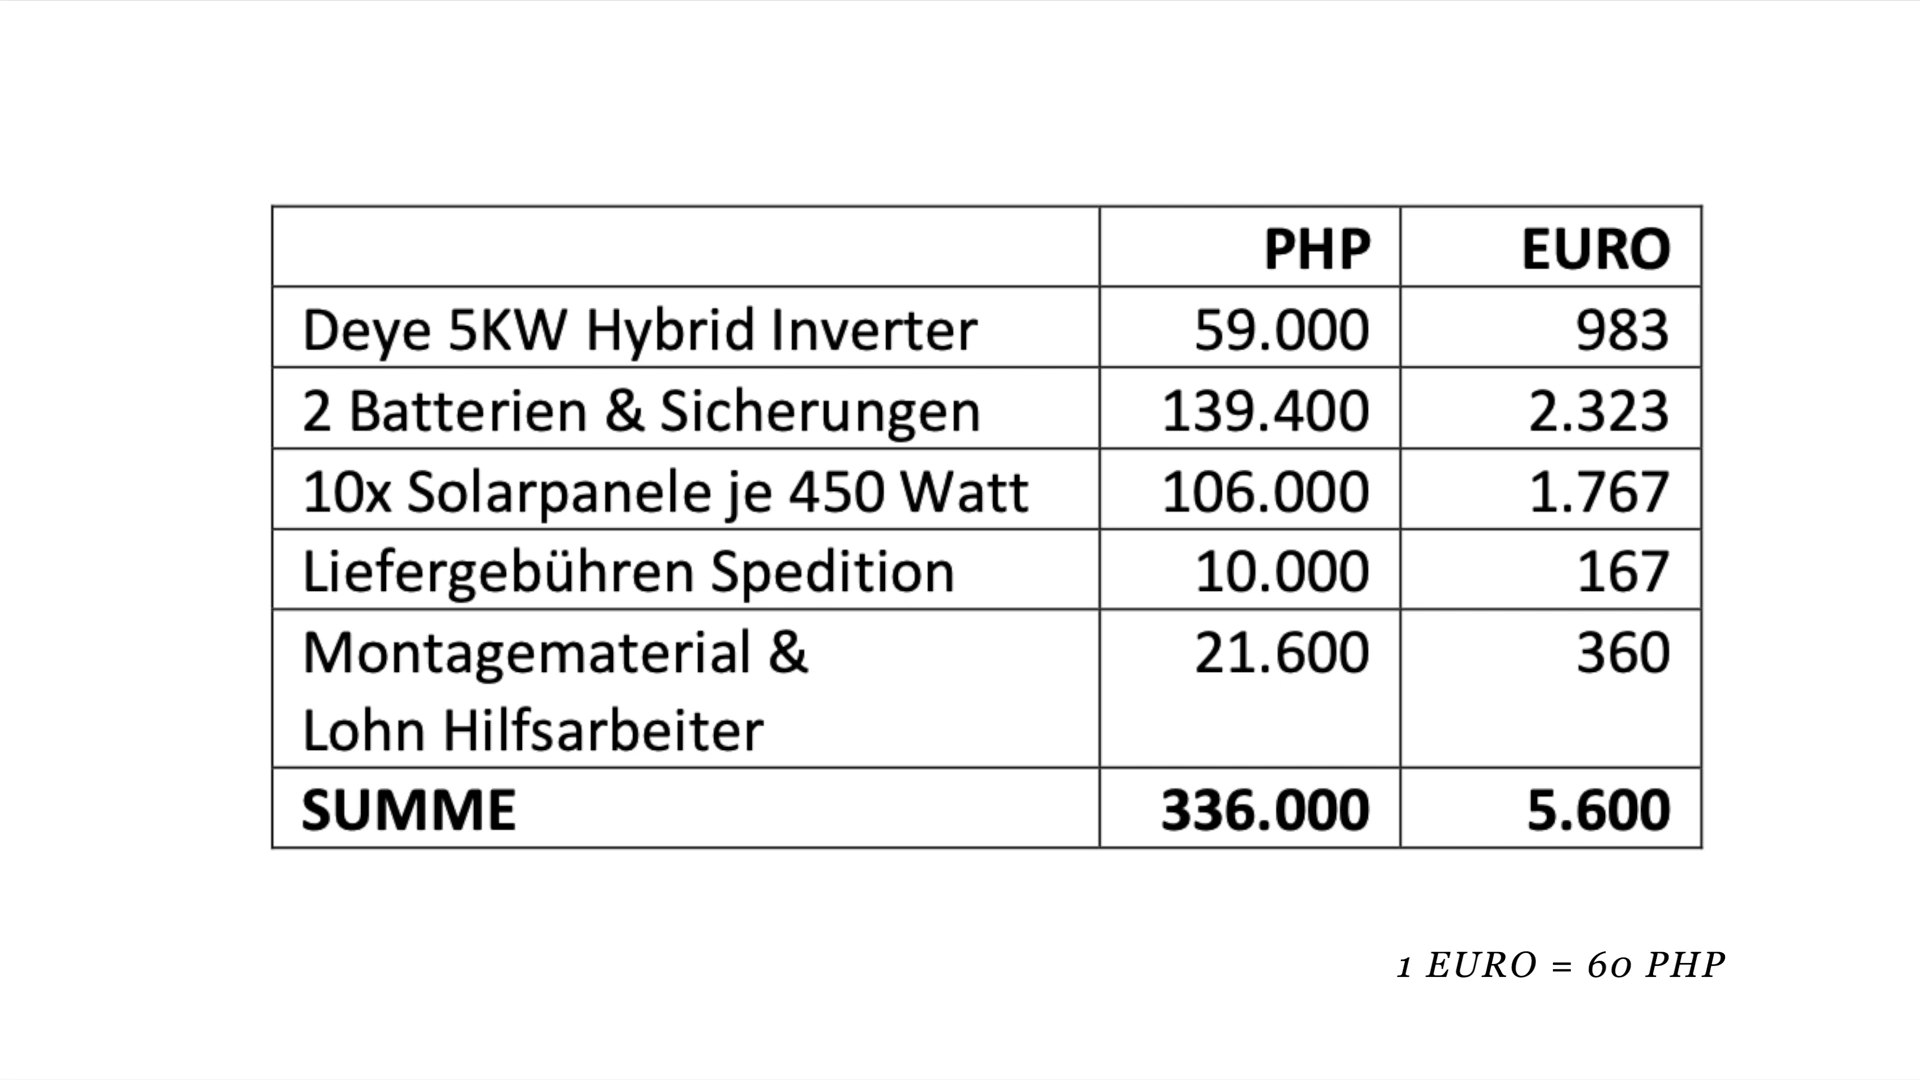 PHP EURO
Deye 5KW Hybrid Inverter 59.000 983
2 Batterien & Sicherungen 139.400 2.323
10x Solarpanele je 450 Watt 106.000 1.767
Liefergebühren Spedition 10.000 167
Montagematerial & 21.600 360
Lohn Hilfsarbeiter
SUMME 336.000 5.600
1 EURO = 60 PHP